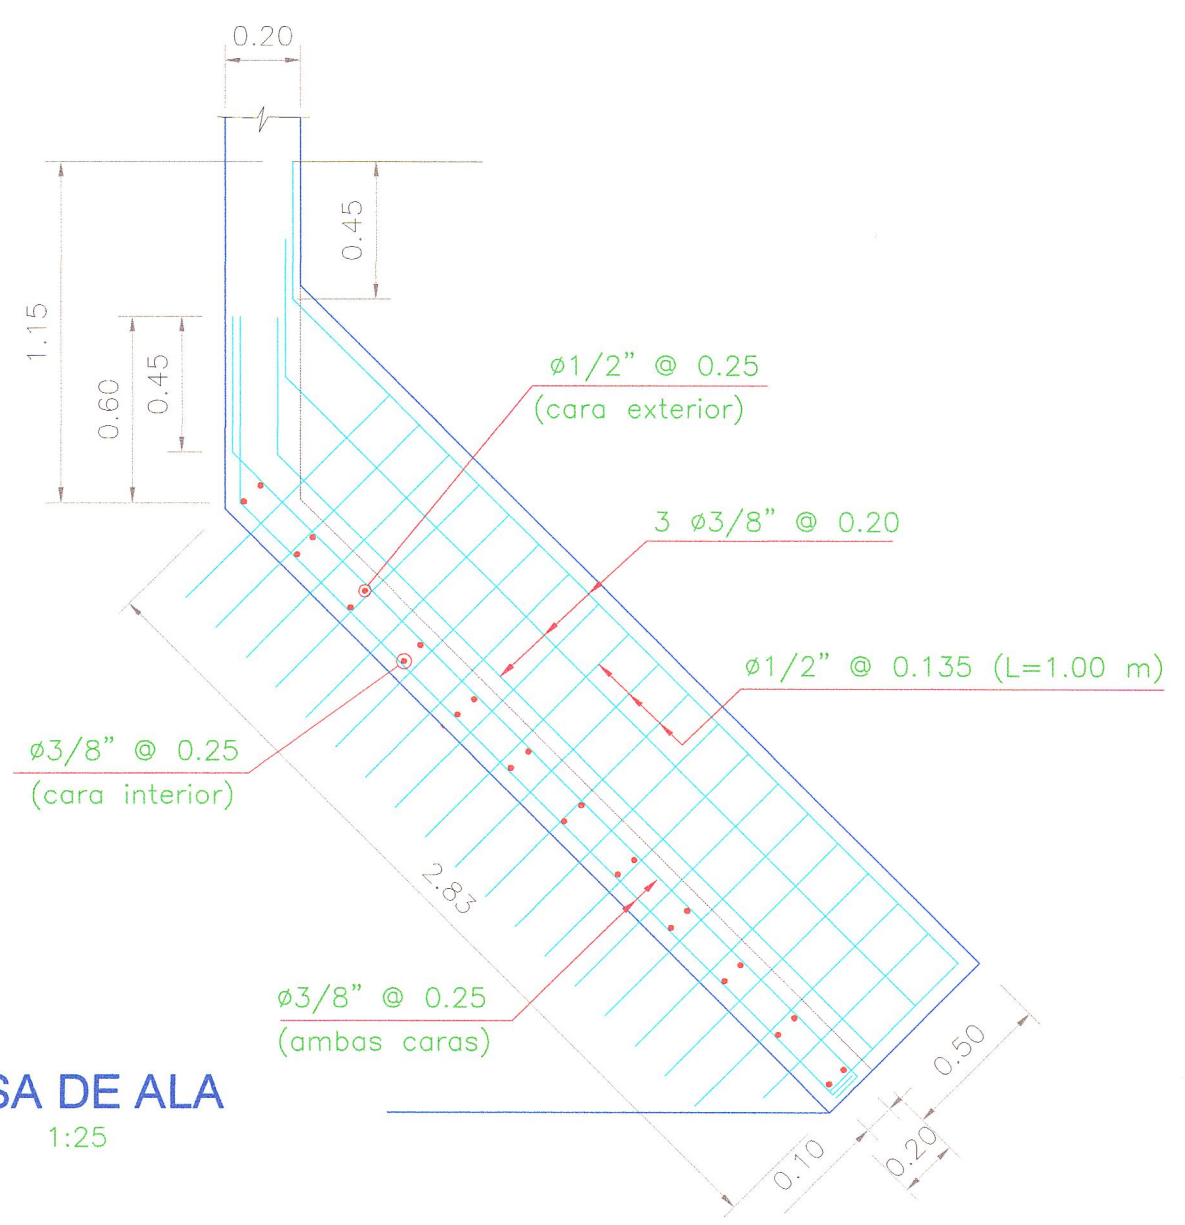 0.20
0.45
1.15
0.60
0.45
ø1/2” @ 0.25
(cara exterior)
3 ø3/8” @ 0.20
ø1/2” @ 0.135 (L=1.00 m)
ø3/8” @ 0.25
(cara interior)
2.83
ø3/8” @ 0.25
(ambas caras)
0.50
0.20
0.10
SA DE ALA
1:25